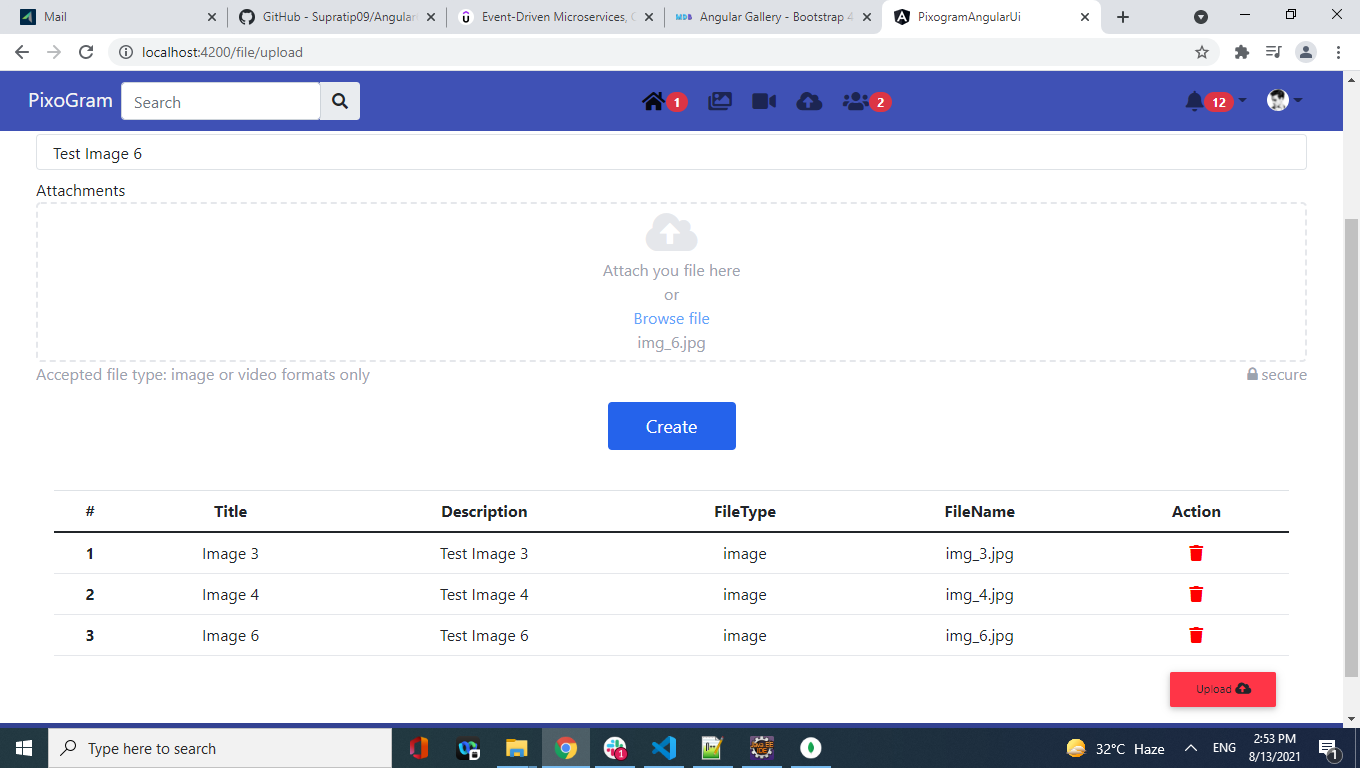 Mail
GitHub - Supratip09/Angular
Event-Driven Microservices, C
MDB Angular Gallery - Bootstrap 4
PixogramAngularUi
localhost:4200/file/upload
PixoGram Search 1 2 12
Test Image 6
Attachments
Attach you file here
or
Browse file
img_6.jpg
Accepted file type: image or video formats only secure
Create
# Title Description FileType FileName Action
1 Image 3 Test Image 3 image img_3.jpg
2 Image 4 Test Image 4 image img_4.jpg
3 Image 6 Test Image 6 image img_6.jpg
Upload
Type here to search
1
32°C Haze
ENG
2:53 PM
8/13/2021
1